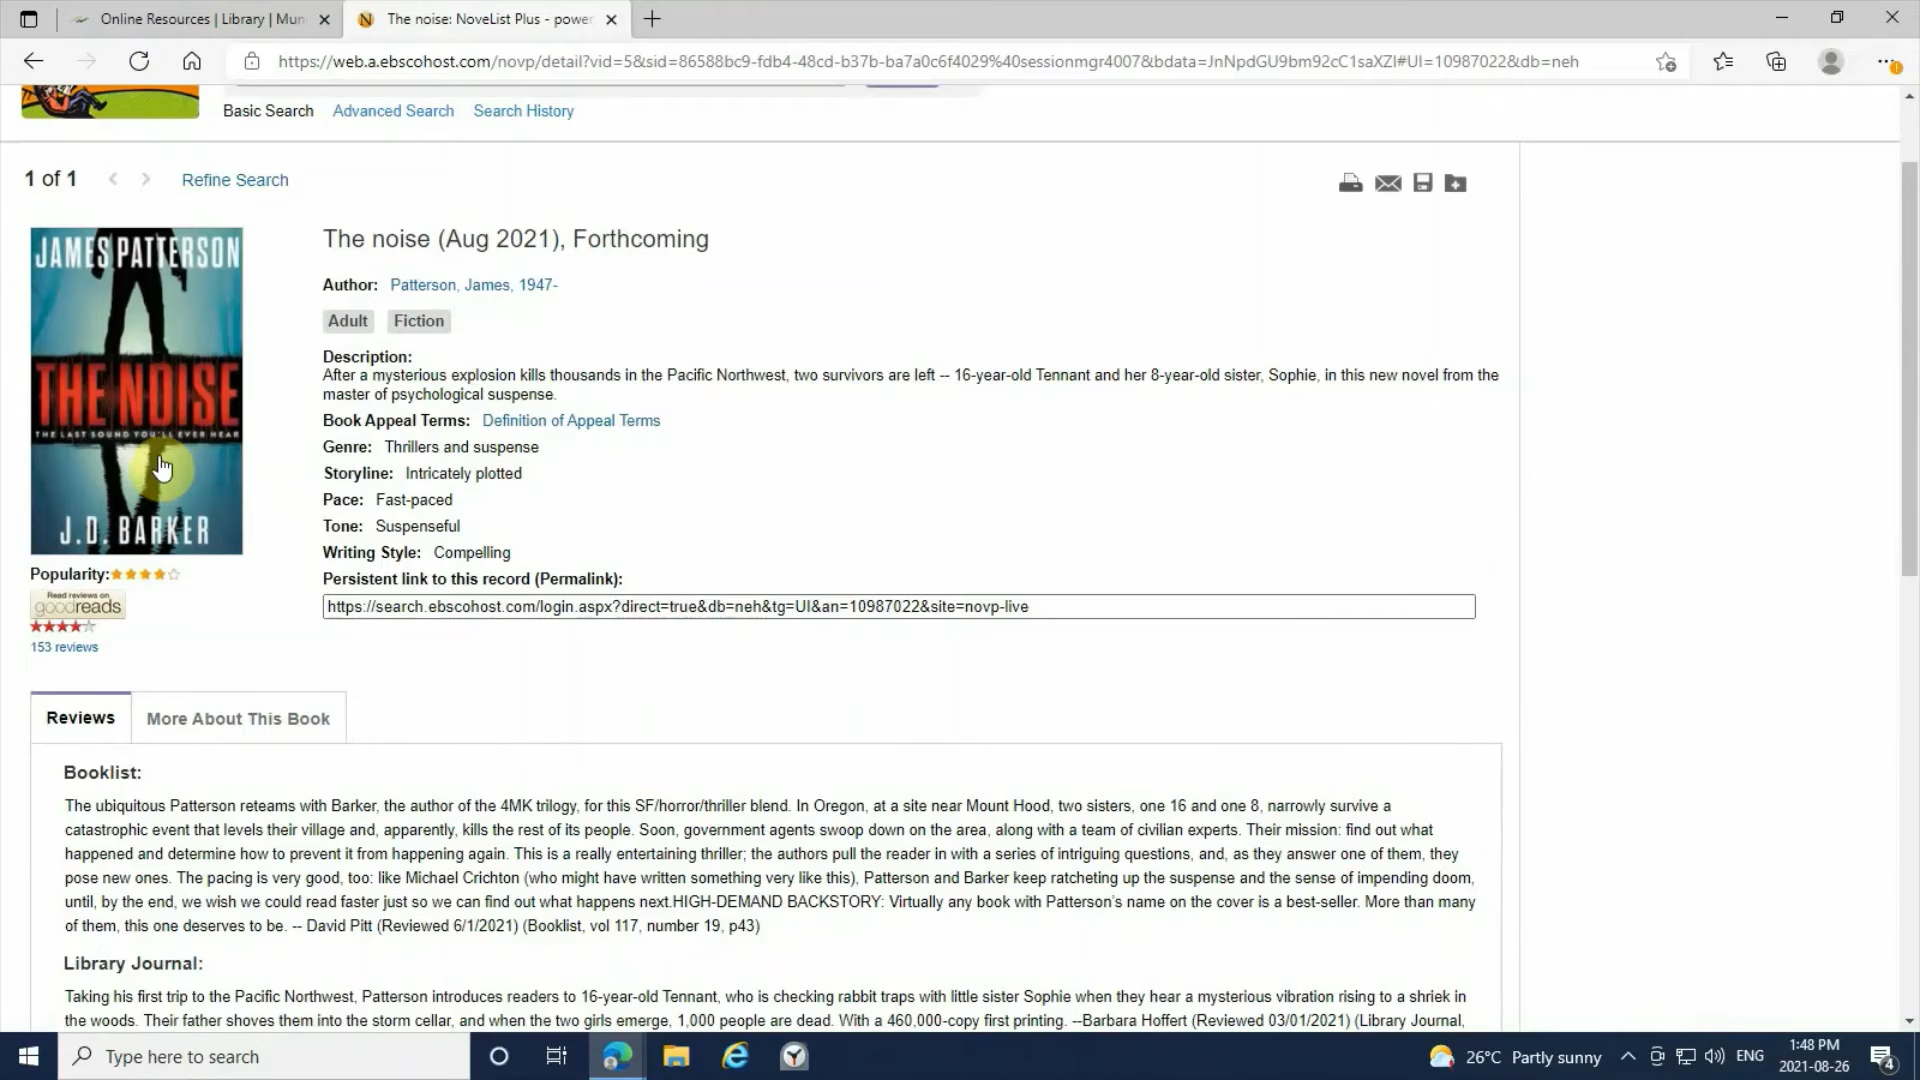 Online Resources | Library | Mun
The noise: NoveList Plus - power
https://web.a.ebscohost.com/novp/detail?vid=5&sid=86588bc9-fdb4-48cd-b37b-ba7a0c6f4029%40sessionmgr4007&bdata=JnNpdGU9bm92cC1saXZl#UI=10987022&db=neh
Basic Search Advanced Search Search History
1 of 1 Refine Search
JAMES PATTERSON
THE NOISE
THE LAST SOUND YOU'LL EVER HEAR
J.D. BARKER
Popularity:
Read reviews on
goodreads
153 reviews
The noise (Aug 2021), Forthcoming
Author: Patterson, James, 1947-
Adult Fiction
Description:
After a mysterious explosion kills thousands in the Pacific Northwest, two survivors are left -- 16-year-old Tennant and her 8-year-old sister, Sophie, in this new novel from the
master of psychological suspense.
Book Appeal Terms: Definition of Appeal Terms
Genre: Thrillers and suspense
Storyline: Intricately plotted
Pace: Fast-paced
Tone: Suspenseful
Writing Style: Compelling
Persistent link to this record (Permalink):
https://search.ebscohost.com/login.aspx?direct=true&db=neh&tg=UI&an=10987022&site=novp-live
Reviews More About This Book
Booklist:
The ubiquitous Patterson reteams with Barker, the author of the 4MK trilogy, for this SF/horror/thriller blend. In Oregon, at a site near Mount Hood, two sisters, one 16 and one 8, narrowly survive a
catastrophic event that levels their village and, apparently, kills the rest of its people. Soon, government agents swoop down on the area, along with a team of civilian experts. Their mission: find out what
happened and determine how to prevent it from happening again. This is a really entertaining thriller; the authors pull the reader in with a series of intriguing questions, and, as they answer one of them, they
pose new ones. The pacing is very good, too: like Michael Crichton (who might have written something very like this), Patterson and Barker keep ratcheting up the suspense and the sense of impending doom,
until, by the end, we wish we could read faster just so we can find out what happens next.HIGH-DEMAND BACKSTORY: Virtually any book with Patterson's name on the cover is a best-seller. More than many
of them, this one deserves to be. -- David Pitt (Reviewed 6/1/2021) (Booklist, vol 117, number 19, p43)
Library Journal:
Taking his first trip to the Pacific Northwest, Patterson introduces readers to 16-year-old Tennant, who is checking rabbit traps with little sister Sophie when they hear a mysterious vibration rising to a shriek in
the woods. Their father shoves them into the storm cellar, and when the two girls emerge, 1,000 people are dead. With a 460,000-copy first printing. --Barbara Hoffert (Reviewed 03/01/2021) (Library Journal,
Type here to search
26°C Partly sunny
ENG
1:48 PM
2021-08-26
4